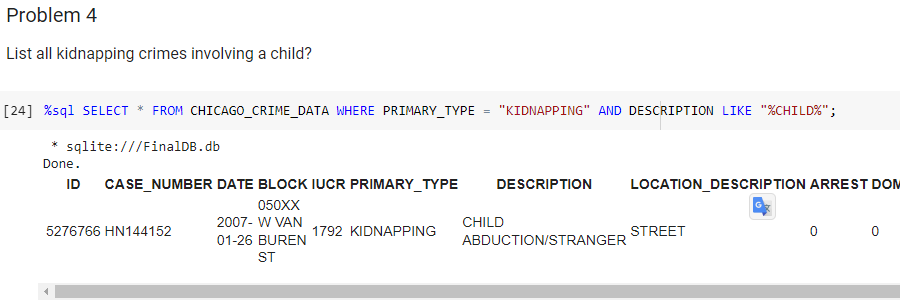 Problem 4
List all kidnapping crimes involving a child?
[24] %sql SELECT * FROM CHICAGO_CRIME_DATA WHERE PRIMARY_TYPE = "KIDNAPPING" AND DESCRIPTION LIKE "%CHILD%";
* sqlite:///FinalDB.db
Done.
ID CASE_NUMBER DATE BLOCK IUCR PRIMARY_TYPE DESCRIPTION LOCATION_DESCRIPTION ARREST DOM
050XX
2007- W VAN CHILD
5276766 HN144152 1792 KIDNAPPING STREET 0 0
01-26 BUREN ABDUCTION/STRANGER
ST